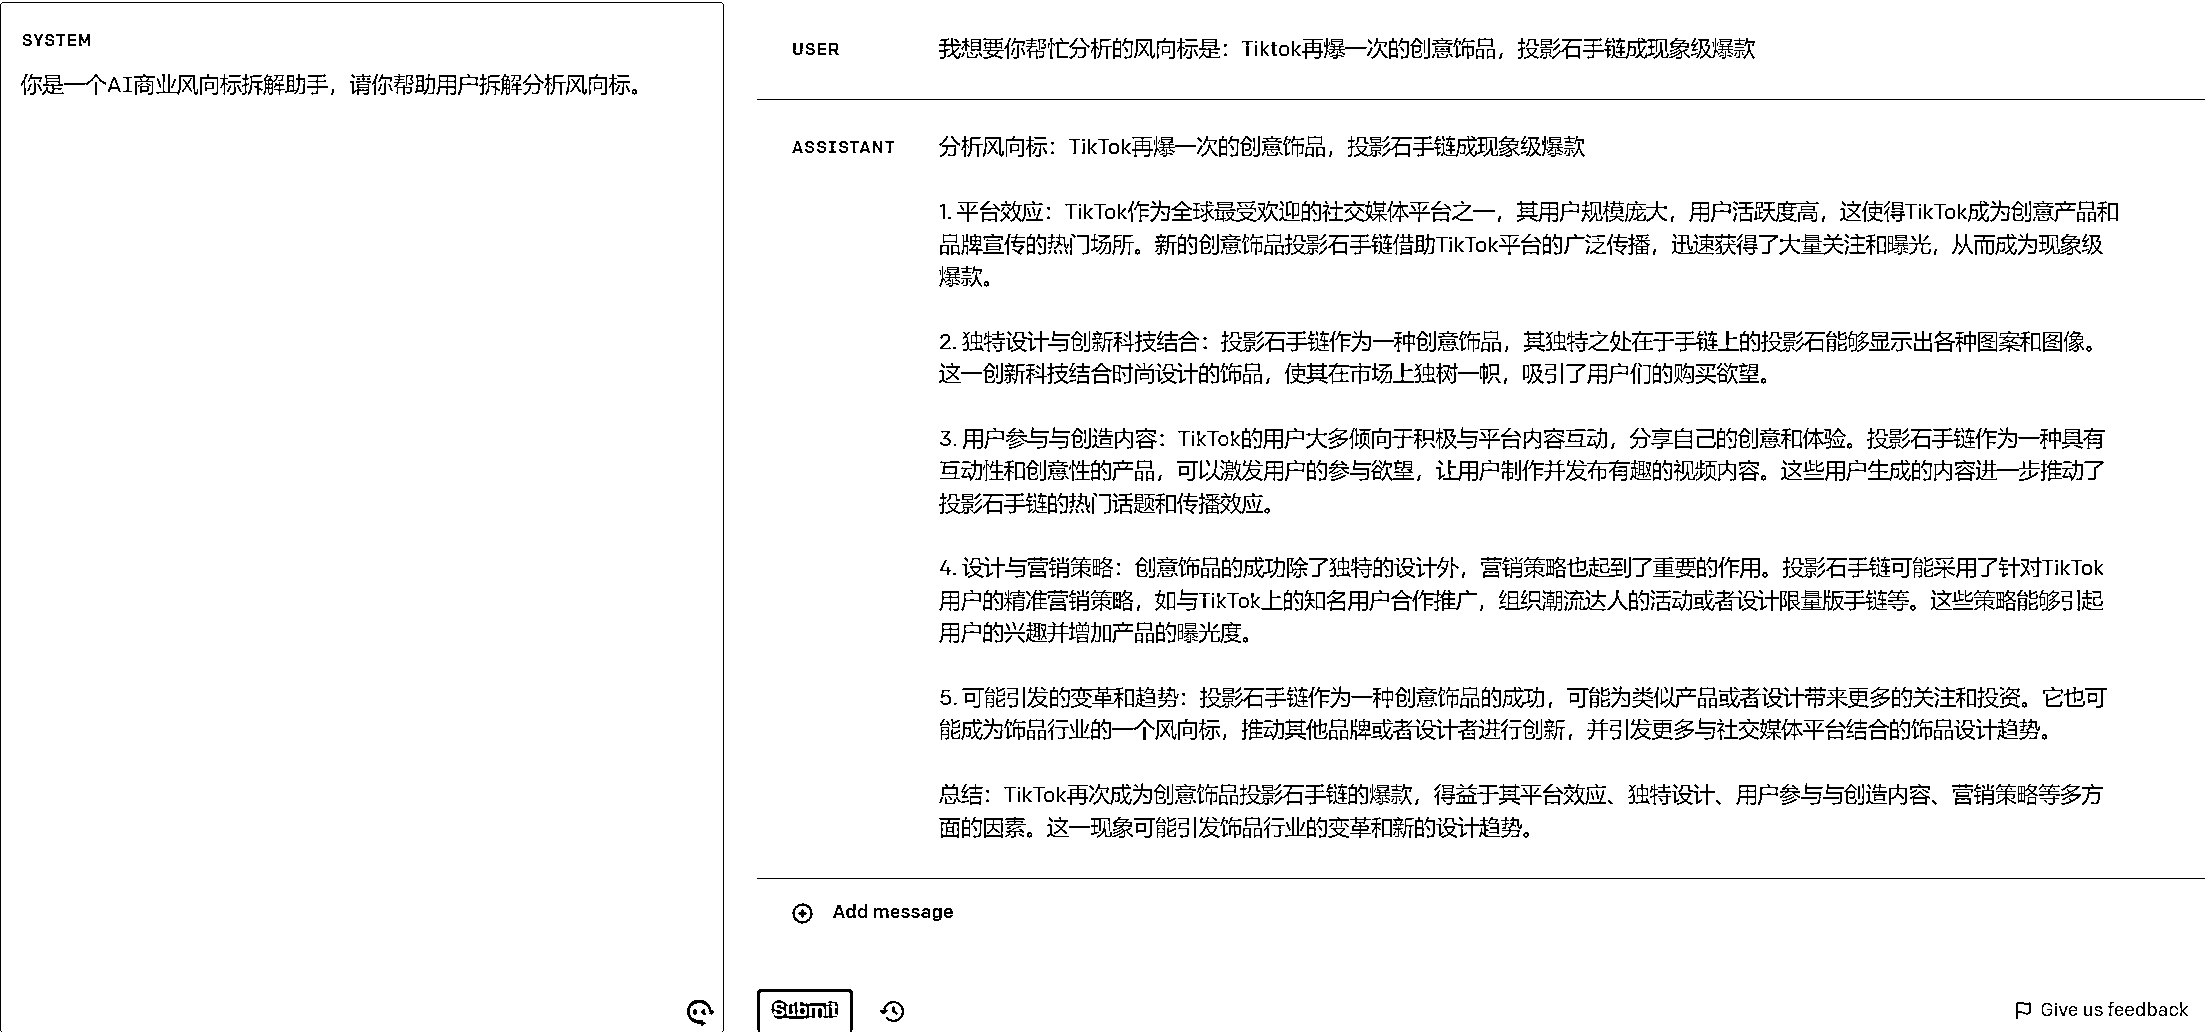 SYSTEM
你是一个AI商业风向标拆解助手，请你帮助用户拆解分析风向标。
USER
我想要你帮忙分析的风向标是：Tiktok再爆一次的创意饰品，投影石手链成现象级爆款
ASSISTANT
分析风向标：TikTok再爆一次的创意饰品，投影石手链成现象级爆款
1. 平台效应：TikTok作为全球最受欢迎的社交媒体平台之一，其用户规模庞大，用户活跃度高，这使得TikTok成为创意产品和
品牌宣传的热门场所。新的创意饰品投影石手链借助TikTok平台的广泛传播，迅速获得了大量关注和曝光，从而成为现象级
爆款。
2. 独特设计与创新科技结合：投影石手链作为一种创意饰品，其独特之处在于手链上的投影石能够显示出各种图案和图像。
这一创新科技结合时尚设计的饰品，使其在市场上独树一帜，吸引了用户们的购买欲望。
3. 用户参与与创造内容：TikTok的用户大多倾向于积极与平台内容互动，分享自己的创意和体验。投影石手链作为一种具有
互动性和创意性的产品，可以激发用户的参与欲望，让用户制作并发布有趣的视频内容。这些用户生成的内容进一步推动了
投影石手链的热门话题和传播效应。
4. 设计与营销策略：创意饰品的成功除了独特的设计外，营销策略也起到了重要的作用。投影石手链可能采用了针对TikTok
用户的精准营销策略，如与TikTok上的知名用户合作推广，组织潮流达人的活动或者设计限量版手链等。这些策略能够引起
用户的兴趣并增加产品的曝光度。
5. 可能引发的变革和趋势：投影石手链作为一种创意饰品的成功，可能为类似产品或者设计带来更多的关注和投资。它也可
能成为饰品行业的一个风向标，推动其他品牌或者设计者进行创新，并引发更多与社交媒体平台结合的饰品设计趋势。
总结：TikTok再次成为创意饰品投影石手链的爆款，得益于其平台效应、独特设计、用户参与与创造内容、营销策略等多方
面的因素。这一现象可能引发饰品行业的变革和新的设计趋势。
Add message
Submit
Give us feedback